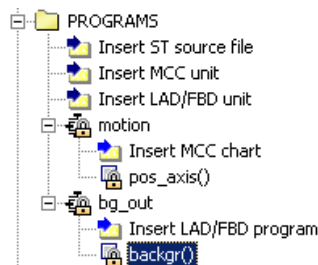 PROGRAMS
Insert ST source file
Insert MCC unit
Insert LAD/FBD unit
motion
Insert MCC chart
pos_axis()
bg_out
Insert LAD/FBD program
backgr()